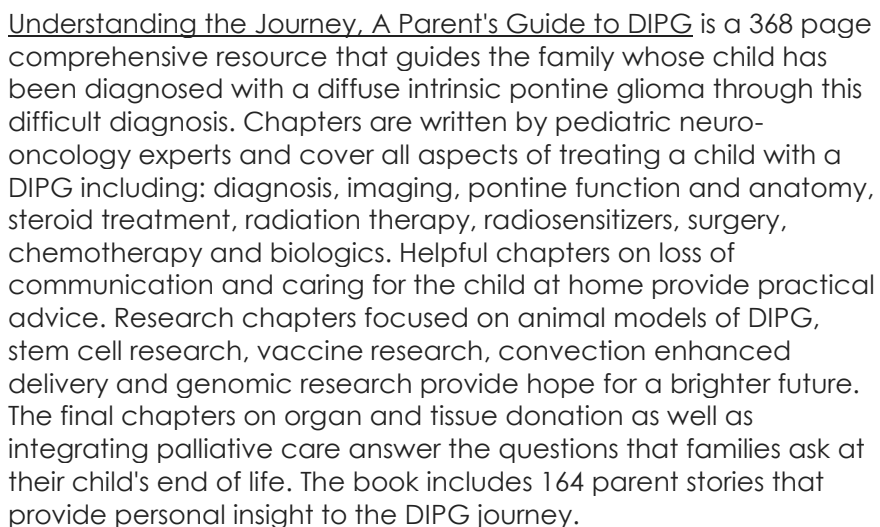 Understanding the Journey, A Parent's Guide to DIPG is a 368 page
comprehensive resource that guides the family whose child has
been diagnosed with a diffuse intrinsic pontine glioma through this
difficult diagnosis. Chapters are written by pediatric neuro-
oncology experts and cover all aspects of treating a child with a
DIPG including: diagnosis, imaging, pontine function and anatomy,
steroid treatment, radiation therapy, radiosensitizers, surgery,
chemotherapy and biologics. Helpful chapters on loss of
communication and caring for the child at home provide practical
advice. Research chapters focused on animal models of DIPG,
stem cell research, vaccine research, convection enhanced
delivery and genomic research provide hope for a brighter future.
The final chapters on organ and tissue donation as well as
integrating palliative care answer the questions that families ask at
their child's end of life. The book includes 164 parent stories that
provide personal insight to the DIPG journey.